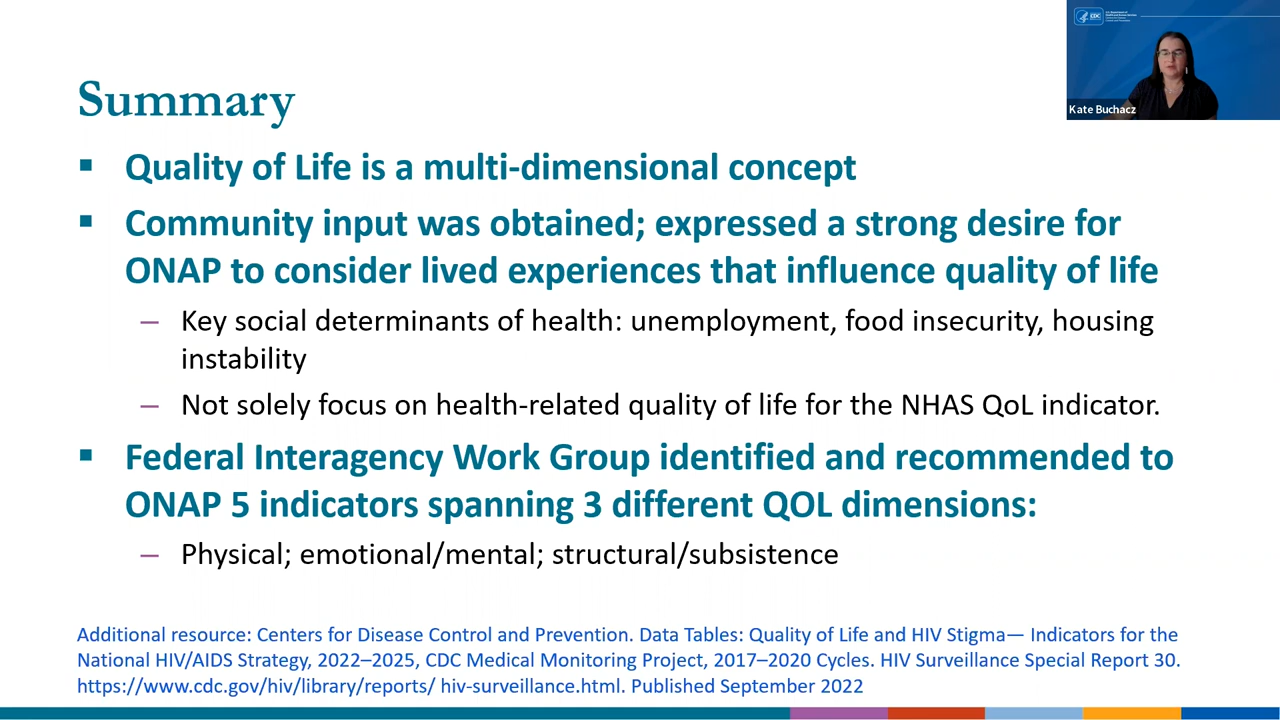 CDC
Kate Buchacz
Summary
▪ Quality of Life is a multi-dimensional concept
▪ Community input was obtained; expressed a strong desire for
ONAP to consider lived experiences that influence quality of life
– Key social determinants of health: unemployment, food insecurity, housing
instability
– Not solely focus on health-related quality of life for the NHAS QoL indicator.
▪ Federal Interagency Work Group identified and recommended to
ONAP 5 indicators spanning 3 different QOL dimensions:
– Physical; emotional/mental; structural/subsistence
Additional resource: Centers for Disease Control and Prevention. Data Tables: Quality of Life and HIV Stigma— Indicators for the
National HIV/AIDS Strategy, 2022–2025, CDC Medical Monitoring Project, 2017–2020 Cycles. HIV Surveillance Special Report 30.
https://www.cdc.gov/hiv/library/reports/ hiv-surveillance.html. Published September 2022